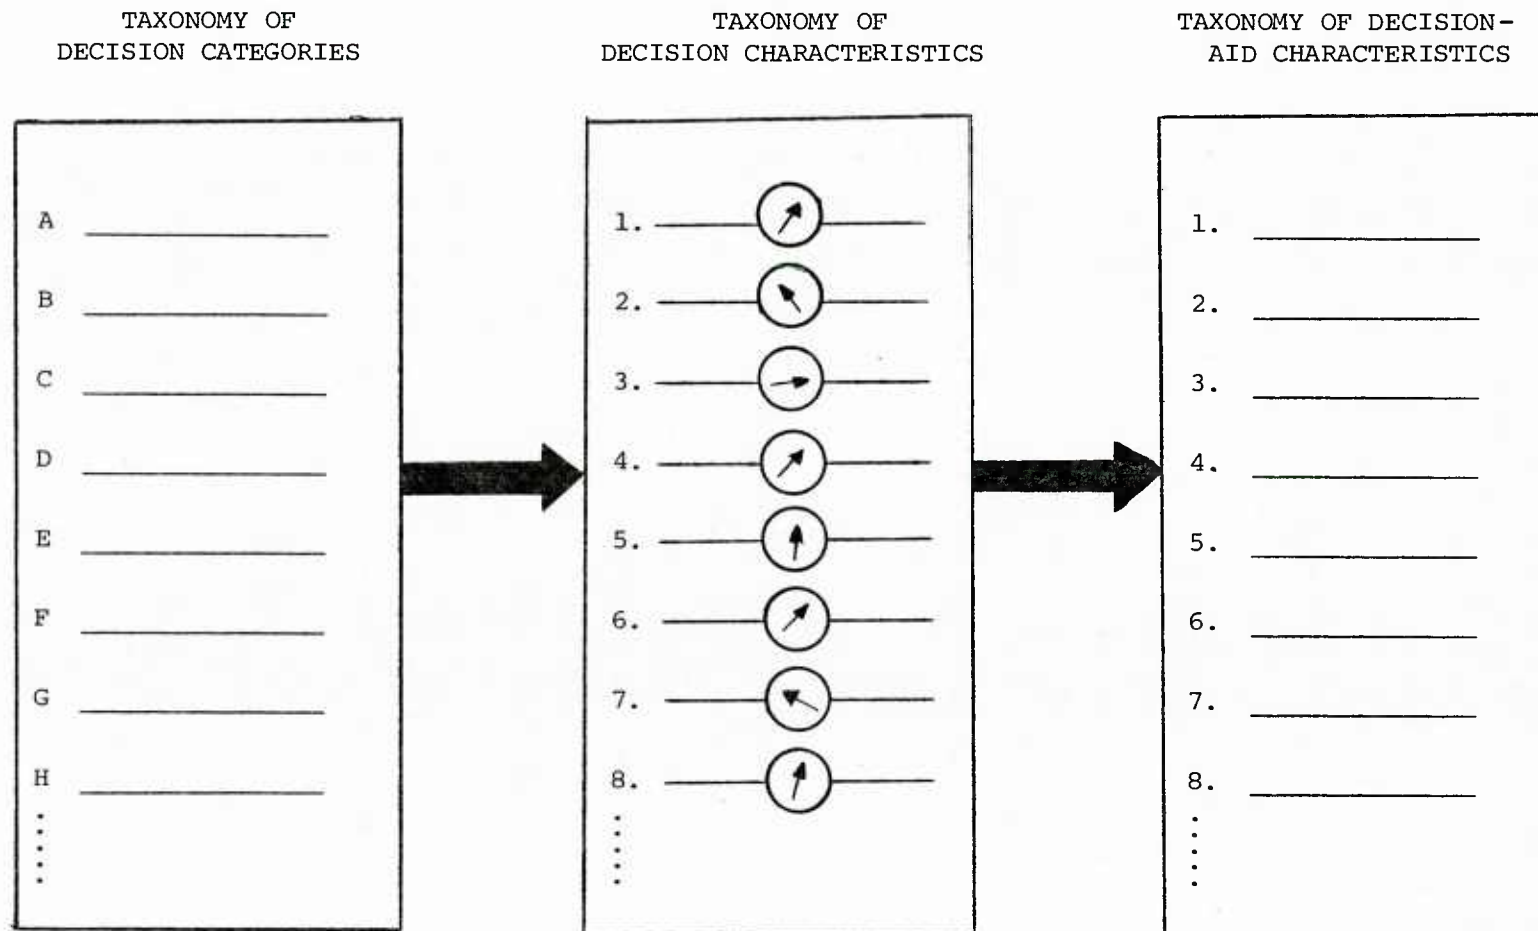 TAXONOMY OF
DECISION CATEGORIES
A
B
C
D
E
F
G
H
TAXONOMY OF
DECISION CHARACTERISTICS
1.
2.
3.
4.
5.
6.
7.
8.
TAXONOMY OF DECISION-
AID CHARACTERISTICS
1.
2.
3.
4.
5.
6.
7.
8.